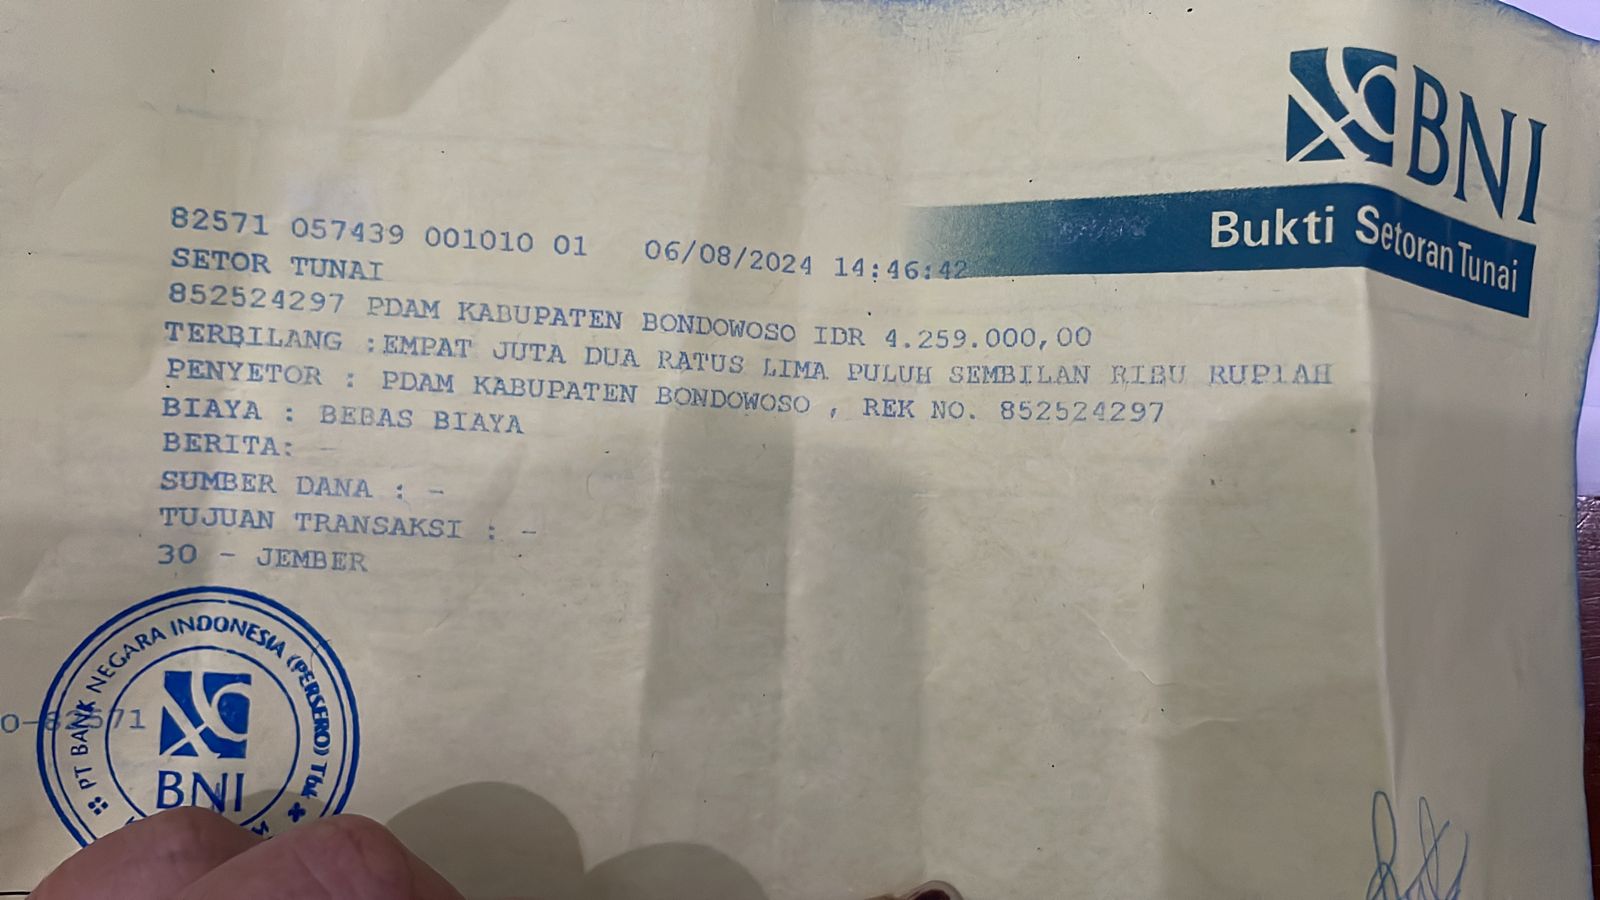 BNI
Bukti Setoran Tunai
82571 057439 001010 01 06/08/2024 14:46:42
SETOR TUNAI
852524297 PDAM KABUPATEN BONDOWOSO IDR 4.259.000,00
TERBILANG :EMPAT JUTA DUA RATUS LIMA PULUH SEMBILAN RIBU RUPIAH
PENYETOR : PDAM KABUPATEN BONDOWOSO , REK NO. 852524297
BIAYA : BEBAS BIAYA
BERITA: -
SUMBER DANA : -
TUJUAN TRANSAKSI : -
30 - JEMBER
PT BANK NEGARA INDONESIA (PERSERO) Tbk
0-82571
BNI